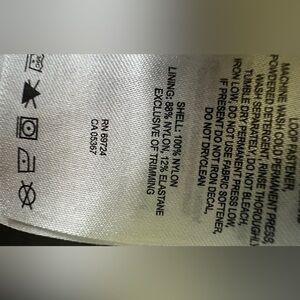 LOOP FASTENER.
MACHINE WASH COLD PERMANENT PRESS,
POWDERED DETERGENT, RINSE THOROUGHLY
WASH SEPARATELY, DO NOT BLEACH,
TUMBLE DRY PERMANENT PRESS LOW,
IRON LOW, DO NOT USE FABRIC SOFTENER,
IF PRESENT DO NOT IRON DECAL,
DO NOT DRYCLEAN
SHELL: 100% NYLON
LINING: 88% NYLON, 12% ELASTANE
EXCLUSIVE OF TRIMMING
RN 69724
CA 05367